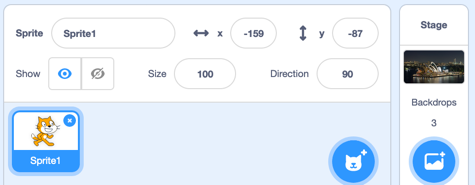 Sprite Sprite1 x -159 y -87
Show Size 100 Direction 90
Sprite1
Stage
Backdrops
3